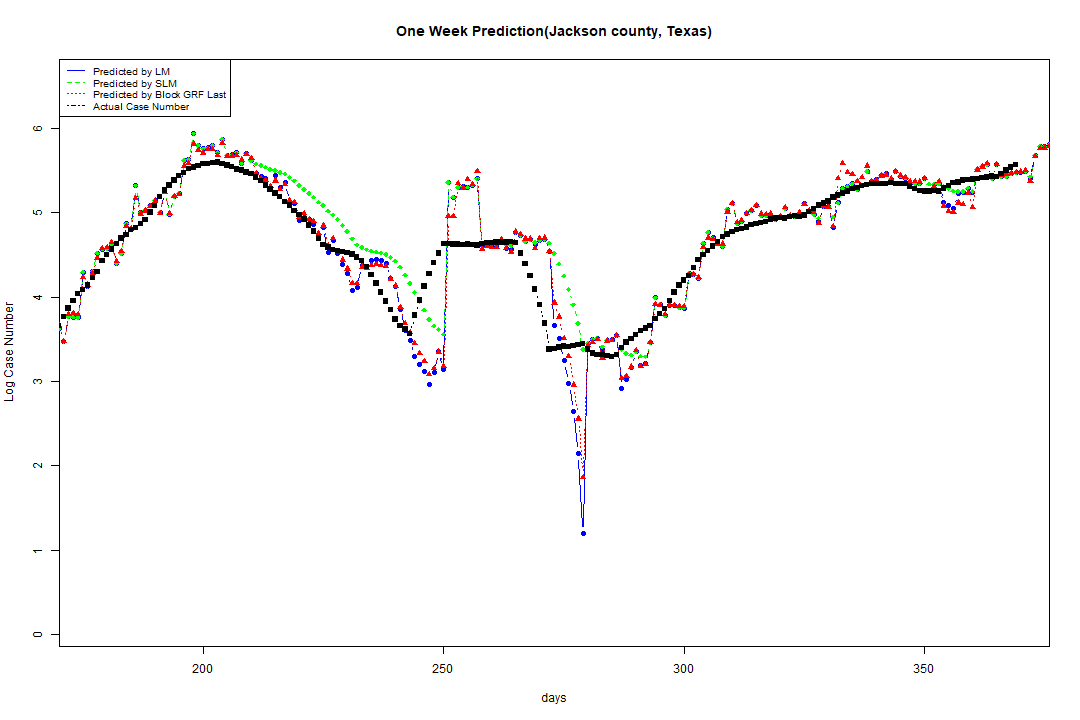 One Week Prediction(Jackson county, Texas)
Predicted by LM
Predicted by SLM
Predicted by Block GRF Last
Actual Case Number
Log Case Number
6
5
4
3
2
1
0
200 250 300 350
days